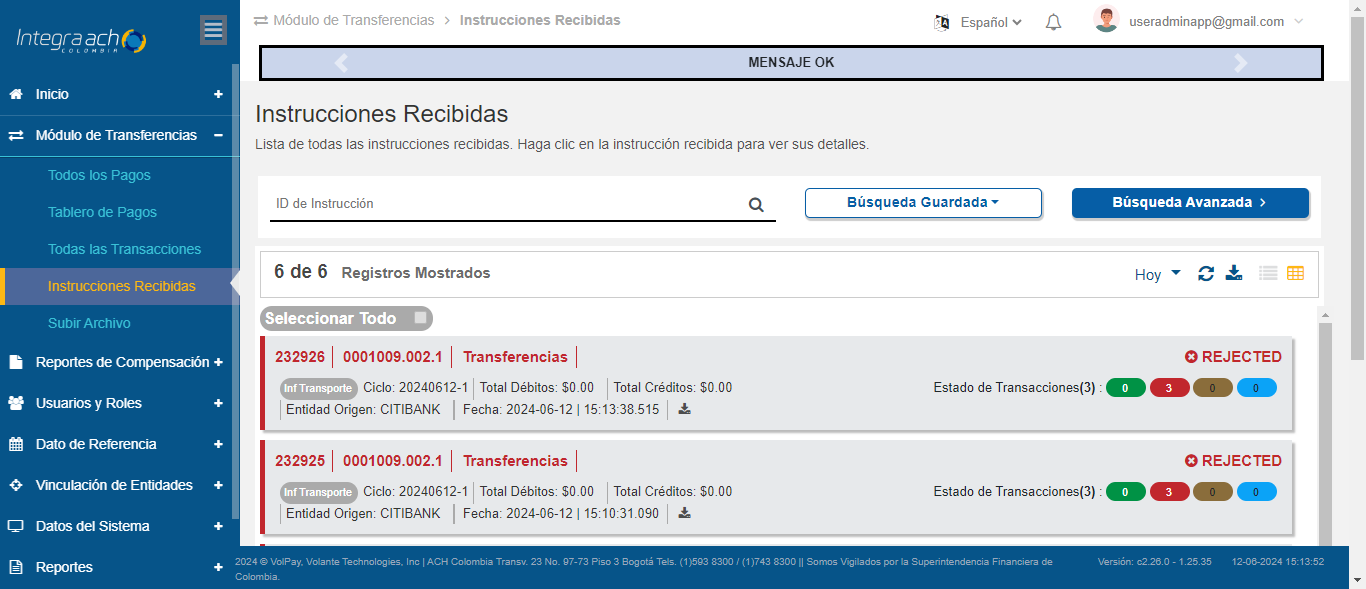 Integra ach
COLOMBIA
Inicio +
Módulo de Transferencias −
Todos los Pagos
Tablero de Pagos
Todas las Transacciones
Instrucciones Recibidas
Subir Archivo
Reportes de Compensación +
Usuarios y Roles +
Dato de Referencia +
Vinculación de Entidades +
Datos del Sistema +
Reportes +
Módulo de Transferencias > Instrucciones Recibidas
Español
useradminapp@gmail.com
MENSAJE OK
Instrucciones Recibidas
Lista de todas las instrucciones recibidas. Haga clic en la instrucción recibida para ver sus detalles.
ID de Instrucción
Búsqueda Guardada
Búsqueda Avanzada >
6 de 6 Registros Mostrados
Hoy
Seleccionar Todo
232926 | 0001009.002.1 | Transferencias |
REJECTED
Inf Transporte Ciclo: 20240612-1 | Total Débitos: $0.00 | Total Créditos: $0.00
Estado de Transacciones(3) : 0 3 0 0
Entidad Origen: CITIBANK | Fecha: 2024-06-12 | 15:13:38.515
232925 | 0001009.002.1 | Transferencias |
REJECTED
Inf Transporte Ciclo: 20240612-1 | Total Débitos: $0.00 | Total Créditos: $0.00
Estado de Transacciones(3) : 0 3 0 0
Entidad Origen: CITIBANK | Fecha: 2024-06-12 | 15:10:31.090
2024 © VolPay, Volante Technologies, Inc | ACH Colombia Transv. 23 No. 97-73 Piso 3 Bogotá Tels. (1)593 8300 / (1)743 8300 || Somos Vigilados por la Superintendencia Financiera de
Colombia.
Versión: c2.26.0 - 1.25.35 12-06-2024 15:13:52